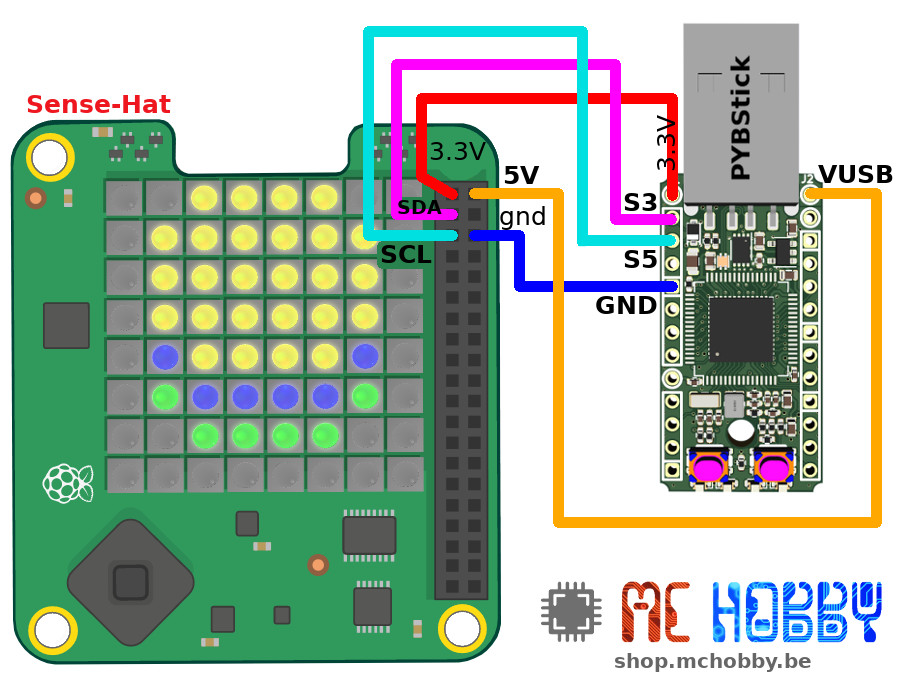 PYBStick
Sense-Hat
3.3V
3.3V
5V
VUSB
SDA
gnd
S3
SCL
S5
GND
MC HOBBY
shop.mchobby.be